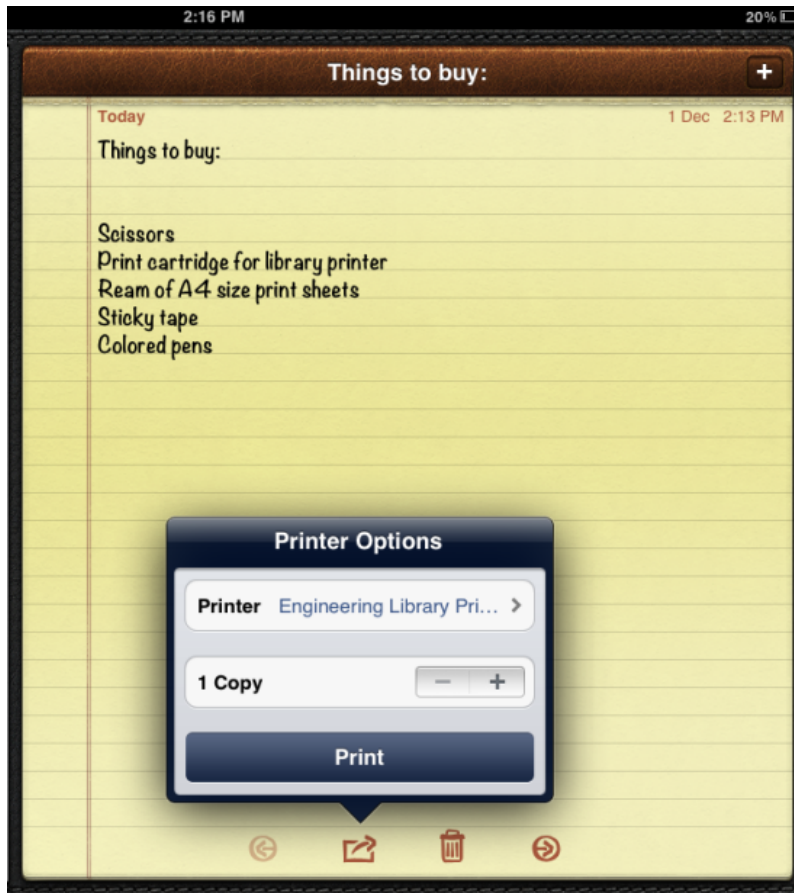 2:16 PM 20%
Things to buy: +
Today 1 Dec 2:13 PM
Things to buy:
Scissors
Print cartridge for library printer
Ream of A4 size print sheets
Sticky tape
Colored pens
Printer Options
Printer Engineering Library Pri... >
1 Copy − +
Print